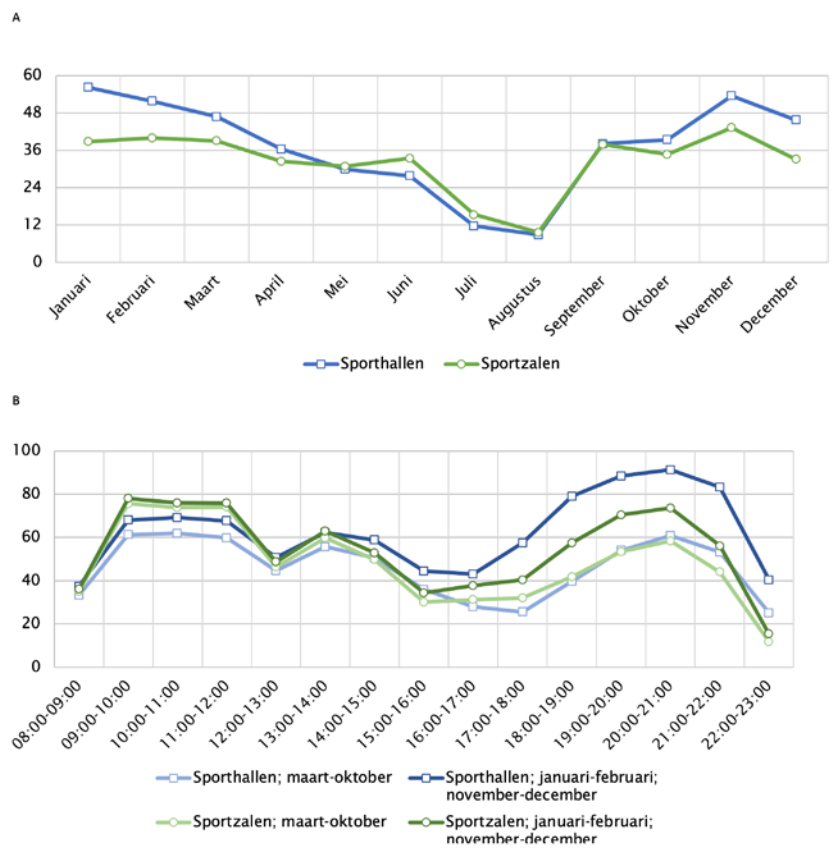 A
60
48
36
24
12
0
Januari
Februari
Maart
April
Mei
Juni
Juli
Augustus
September
Oktober
November
December
Sporthallen
Sportzalen
B
100
80
60
40
20
0
08:00-09:00
09:00-10:00
10:00-11:00
11:00-12:00
12:00-13:00
13:00-14:00
14:00-15:00
15:00-16:00
16:00-17:00
17:00-18:00
18:00-19:00
19:00-20:00
20:00-21:00
21:00-22:00
22:00-23:00
Sporthallen; maart-oktober
Sporthallen; januari-februari;
november-december
Sportzalen; maart-oktober
Sportzalen; januari-februari;
november-december